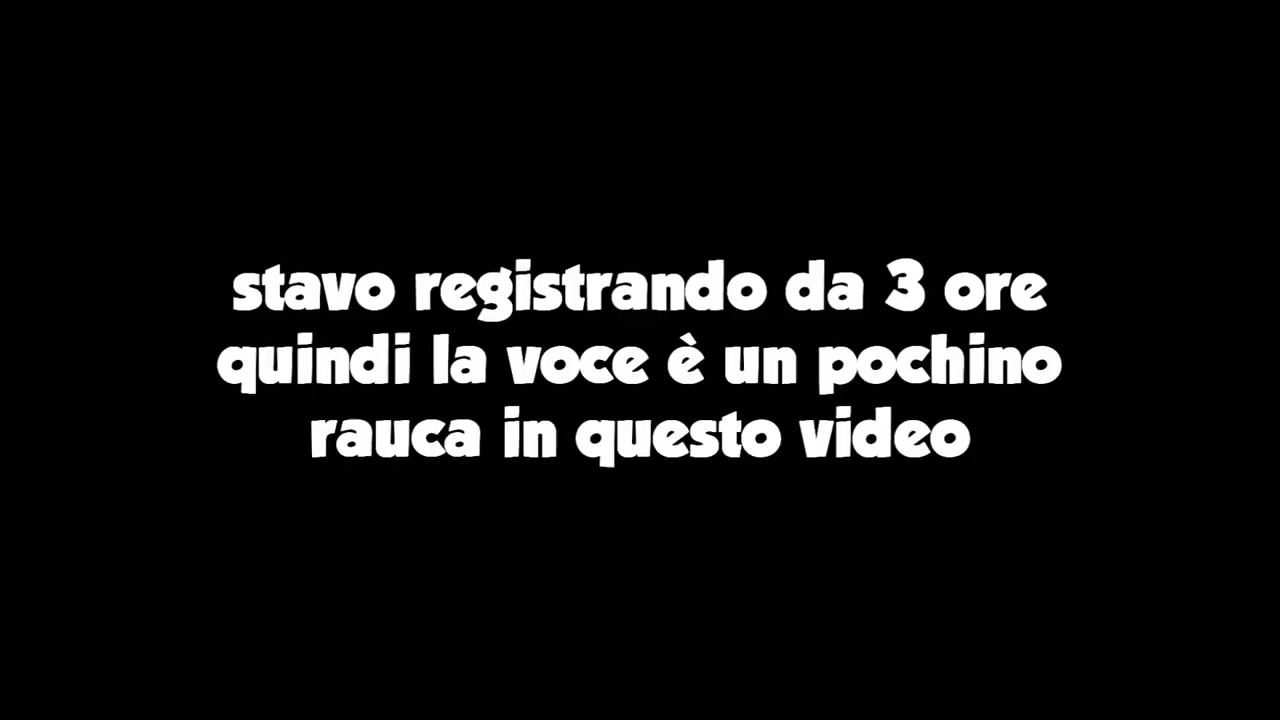 stavo registrando da 3 ore
quindi la voce è un pochino
rauca in questo video